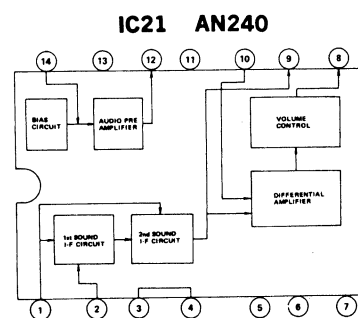 IC21 AN240
14 13 12 11 10 9 8
BIAS
CIRCUIT
AUDIO PRE
AMPLIFIER
VOLUME
CONTROL
DIFFERENTIAL
AMPLIFIER
1st SOUND
I-F CIRCUIT
2nd SOUND
I-F CIRCUIT
1 2 3 4 5 6 7